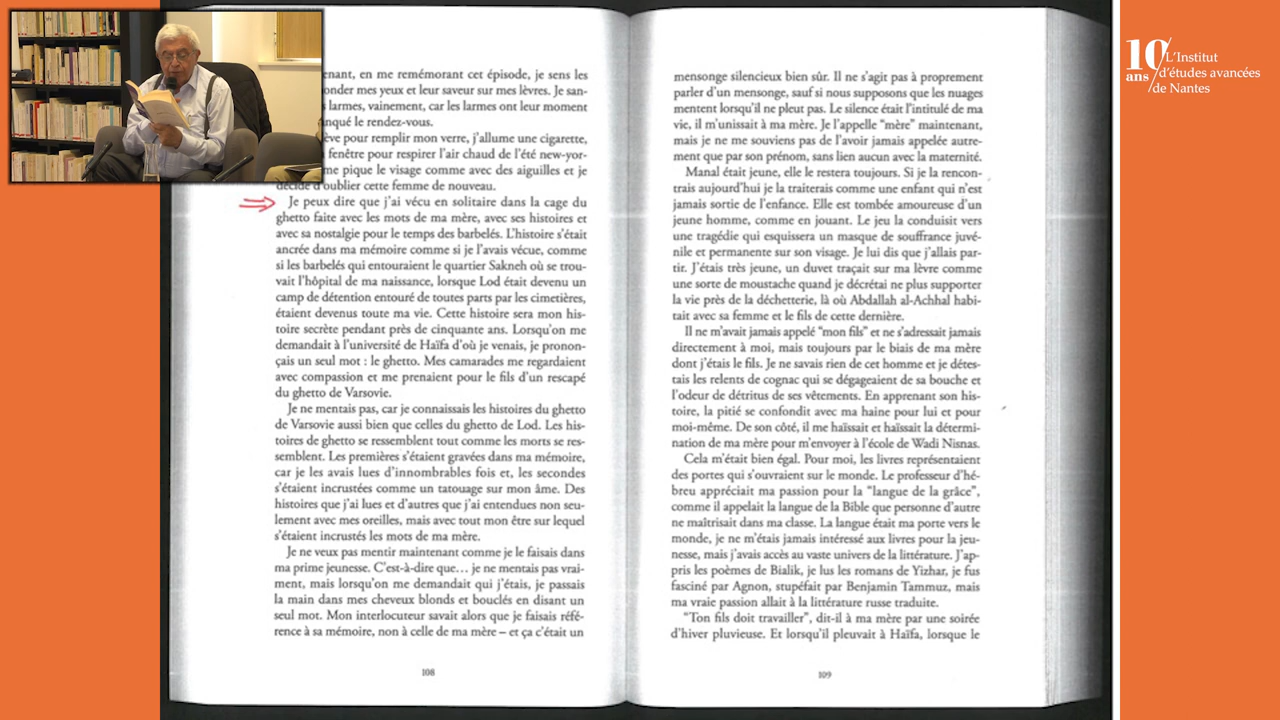 10 ans
L'Institut
d'études avancées
de Nantes
enant, en me remémorant cet épisode, je sens les
onder mes yeux et leur saveur sur mes lèvres. Je san-
s larmes, vainement, car les larmes ont leur moment
nqué le rendez-vous.
ève pour remplir mon verre, j'allume une cigarette,
fenêtre pour respirer l'air chaud de l'été new-yor-
me pique le visage comme avec des aiguilles et je
décide d'oublier cette femme de nouveau.
Je peux dire que j'ai vécu en solitaire dans la cage du
ghetto faite avec les mots de ma mère, avec ses histoires et
avec sa nostalgie pour le temps des barbelés. L'histoire s'était
ancrée dans ma mémoire comme si je l'avais vécue, comme
si les barbelés qui entouraient le quartier Sakneh où se trou-
vait l'hôpital de ma naissance, lorsque Lod était devenu un
camp de détention entouré de toutes parts par les cimetières,
étaient devenus toute ma vie. Cette histoire sera mon his-
toire secrète pendant près de cinquante ans. Lorsqu'on me
demandait à l'université de Haïfa d'où je venais, je pronon-
çais un seul mot : le ghetto. Mes camarades me regardaient
avec compassion et me prenaient pour le fils d'un rescapé
du ghetto de Varsovie.
Je ne mentais pas, car je connaissais les histoires du ghetto
de Varsovie aussi bien que celles du ghetto de Lod. Les his-
toires de ghetto se ressemblent tout comme les morts se res-
semblent. Les premières s'étaient gravées dans ma mémoire,
car je les avais lues d'innombrables fois et, les secondes
s'étaient incrustées comme un tatouage sur mon âme. Des
histoires que j'ai lues et d'autres que j'ai entendues non seu-
lement avec mes oreilles, mais avec tout mon être sur lequel
s'étaient incrustés les mots de ma mère.
Je ne veux pas mentir maintenant comme je le faisais dans
ma prime jeunesse. C'est-à-dire que… je ne mentais pas vrai-
ment, mais lorsqu'on me demandait qui j'étais, je passais
la main dans mes cheveux blonds et bouclés en disant un
seul mot. Mon interlocuteur savait alors que je faisais réfé-
rence à sa mémoire, non à celle de ma mère – et ça c'était un
108
mensonge silencieux bien sûr. Il ne s'agit pas à proprement
parler d'un mensonge, sauf si nous supposons que les nuages
mentent lorsqu'il ne pleut pas. Le silence était l'intitulé de ma
vie, il m'unissait à ma mère. Je l'appelle "mère" maintenant,
mais je ne me souviens pas de l'avoir jamais appelée autre-
ment que par son prénom, sans lien aucun avec la maternité.
Manal était jeune, elle le restera toujours. Si je la rencon-
trais aujourd'hui je la traiterais comme une enfant qui n'est
jamais sortie de l'enfance. Elle est tombée amoureuse d'un
jeune homme, comme en jouant. Le jeu la conduisit vers
une tragédie qui esquissera un masque de souffrance juvé-
nile et permanente sur son visage. Je lui dis que j'allais par-
tir. J'étais très jeune, un duvet traçait sur ma lèvre comme
une sorte de moustache quand je décrétai ne plus supporter
la vie près de la déchetterie, là où Abdallah al-Achhal habi-
tait avec sa femme et le fils de cette dernière.
Il ne m'avait jamais appelé "mon fils" et ne s'adressait jamais
directement à moi, mais toujours par le biais de ma mère
dont j'étais le fils. Je ne savais rien de cet homme et je détes-
tais les relents de cognac qui se dégageaient de sa bouche et
l'odeur de détritus de ses vêtements. En apprenant son his-
toire, la pitié se confondit avec ma haine pour lui et pour
moi-même. De son côté, il me haïssait et haïssait la détermi-
nation de ma mère pour m'envoyer à l'école de Wadi Nisnas.
Cela m'était bien égal. Pour moi, les livres représentaient
des portes qui s'ouvraient sur le monde. Le professeur d'hé-
breu appréciait ma passion pour la "langue de la grâce",
comme il appelait la langue de la Bible que personne d'autre
ne maîtrisait dans ma classe. La langue était ma porte vers le
monde, je ne m'étais jamais intéressé aux livres pour la jeu-
nesse, mais j'avais accès au vaste univers de la littérature. J'ap-
pris les poèmes de Bialik, je lus les romans de Yizhar, je fus
fasciné par Agnon, stupéfait par Benjamin Tammuz, mais
ma vraie passion allait à la littérature russe traduite.
"Ton fils doit travailler", dit-il à ma mère par une soirée
d'hiver pluvieuse. Et lorsqu'il pleuvait à Haïfa, lorsque le
109